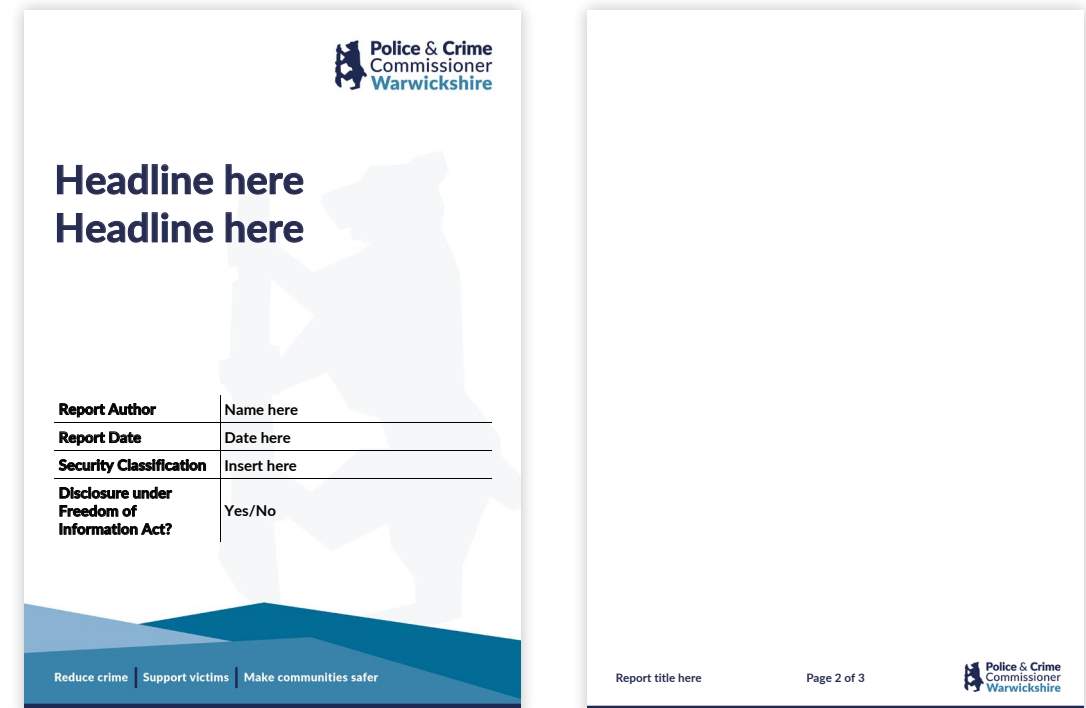 Police & Crime
Commissioner
Warwickshire
Headline here
Headline here
Report Author Name here
Report Date Date here
Security Classification Insert here
Disclosure under
Freedom of
Information Act?
Yes/No
Reduce crime Support victims Make communities safer
Report title here Page 2 of 3
Police & Crime
Commissioner
Warwickshire